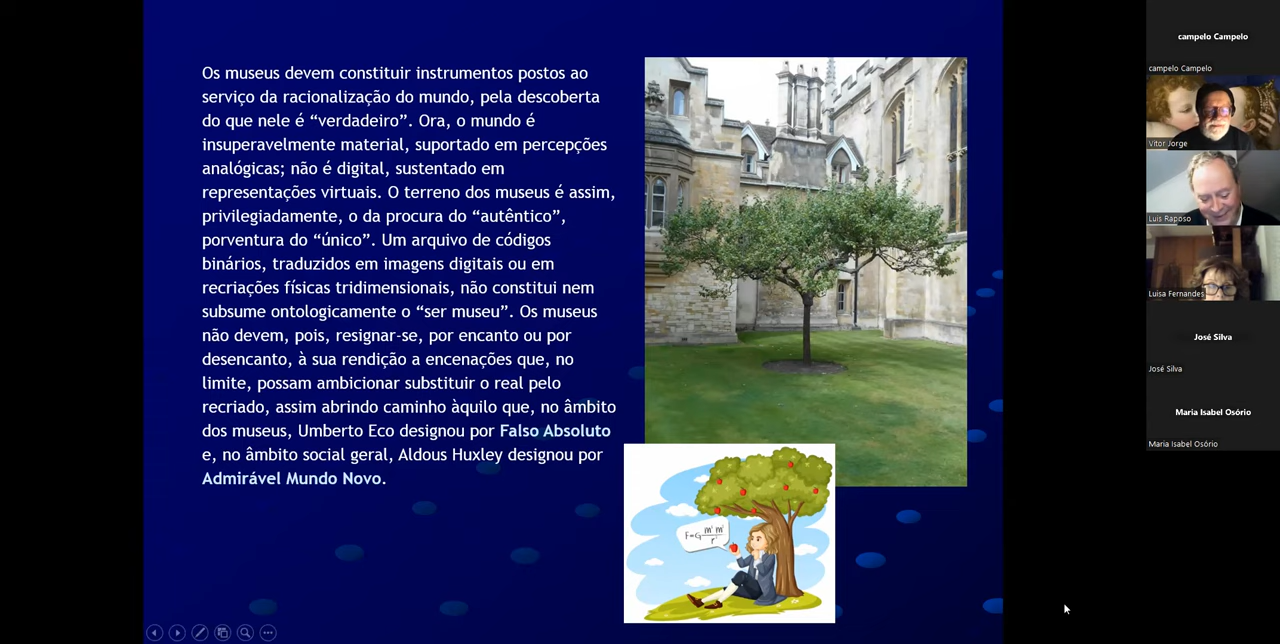 Os museus devem constituir instrumentos postos ao
serviço da racionalização do mundo, pela descoberta
do que nele é “verdadeiro”. Ora, o mundo é
insuperavelmente material, suportado em percepções
analógicas; não é digital, sustentado em
representações virtuais. O terreno dos museus é assim,
privilegiadamente, o da procura do “autêntico”,
porventura do “único”. Um arquivo de códigos
binários, traduzidos em imagens digitais ou em
recriações físicas tridimensionais, não constitui nem
subsume ontologicamente o “ser museu”. Os museus
não devem, pois, resignar-se, por encanto ou por
desencanto, à sua rendição a encenações que, no
limite, possam ambicionar substituir o real pelo
recriado, assim abrindo caminho àquilo que, no âmbito
dos museus, Umberto Eco designou por Falso Absoluto
e, no âmbito social geral, Aldous Huxley designou por
Admirável Mundo Novo.
campelo Campelo
campelo Campelo
Vitor Jorge
Luis Raposo
Luisa Fernandes
José Silva
José Silva
Maria Isabel Osório
Maria Isabel Osório